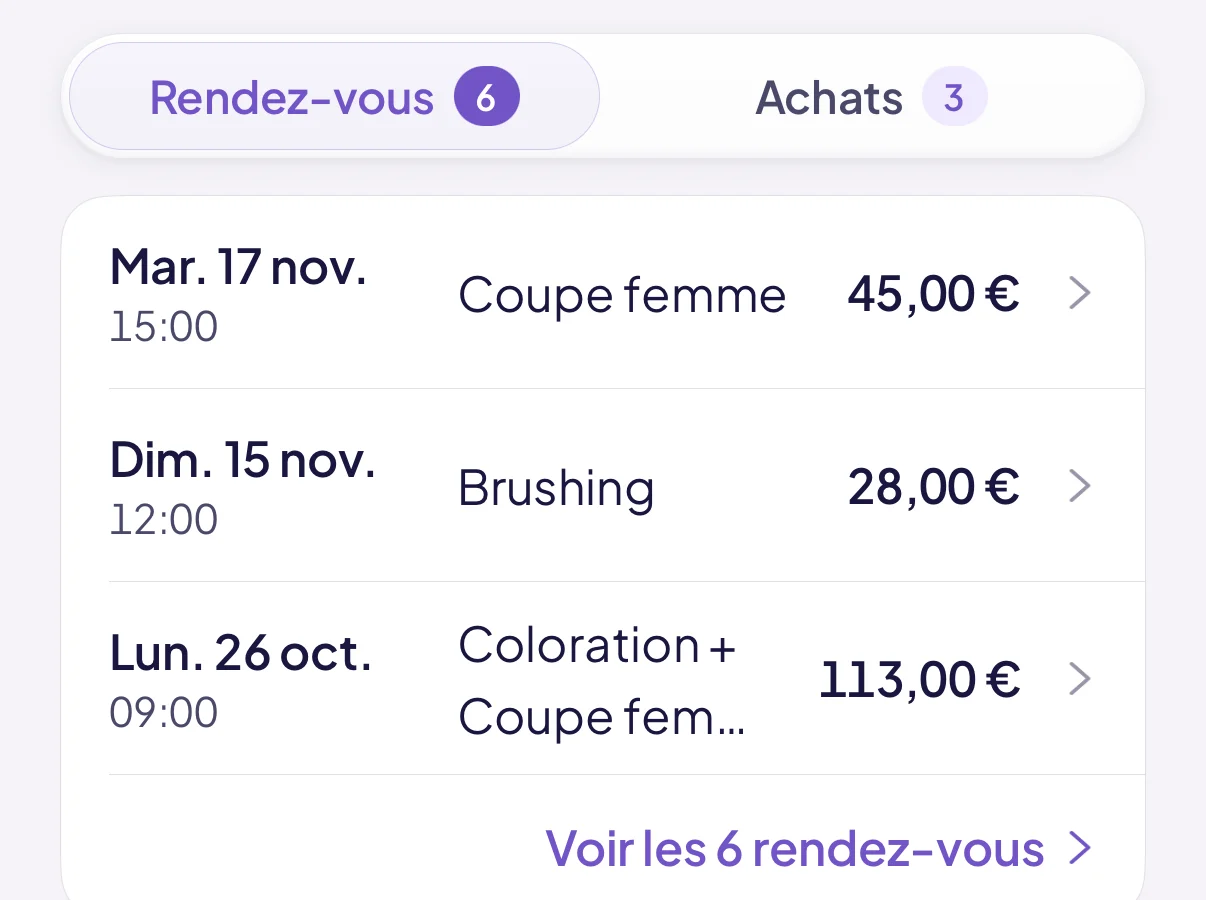 Rendez-vous 6
Achats 3
Mar. 17 nov.
15:00
Coupe femme
45,00 €
Dim. 15 nov.
12:00
Brushing
28,00 €
Lun. 26 oct.
09:00
Coloration +
Coupe fem...
113,00 €
Voir les 6 rendez-vous